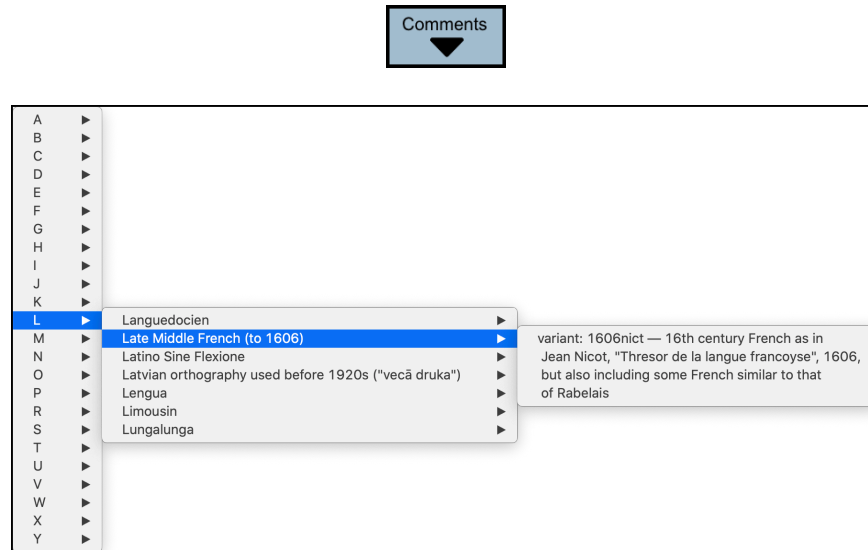 Comments
A
B
C
D
E
F
G
H
I
J
K
L
M
N
O
P
R
S
T
U
V
W
X
Y
Languedocien
Late Middle French (to 1606)
Latino Sine Flexione
Latvian orthography used before 1920s ("vecā druka")
Lengua
Limousin
Lungalunga
variant: 1606nict — 16th century French as in
Jean Nicot, "Thresor de la langue francoyse", 1606,
but also including some French similar to that
of Rabelais